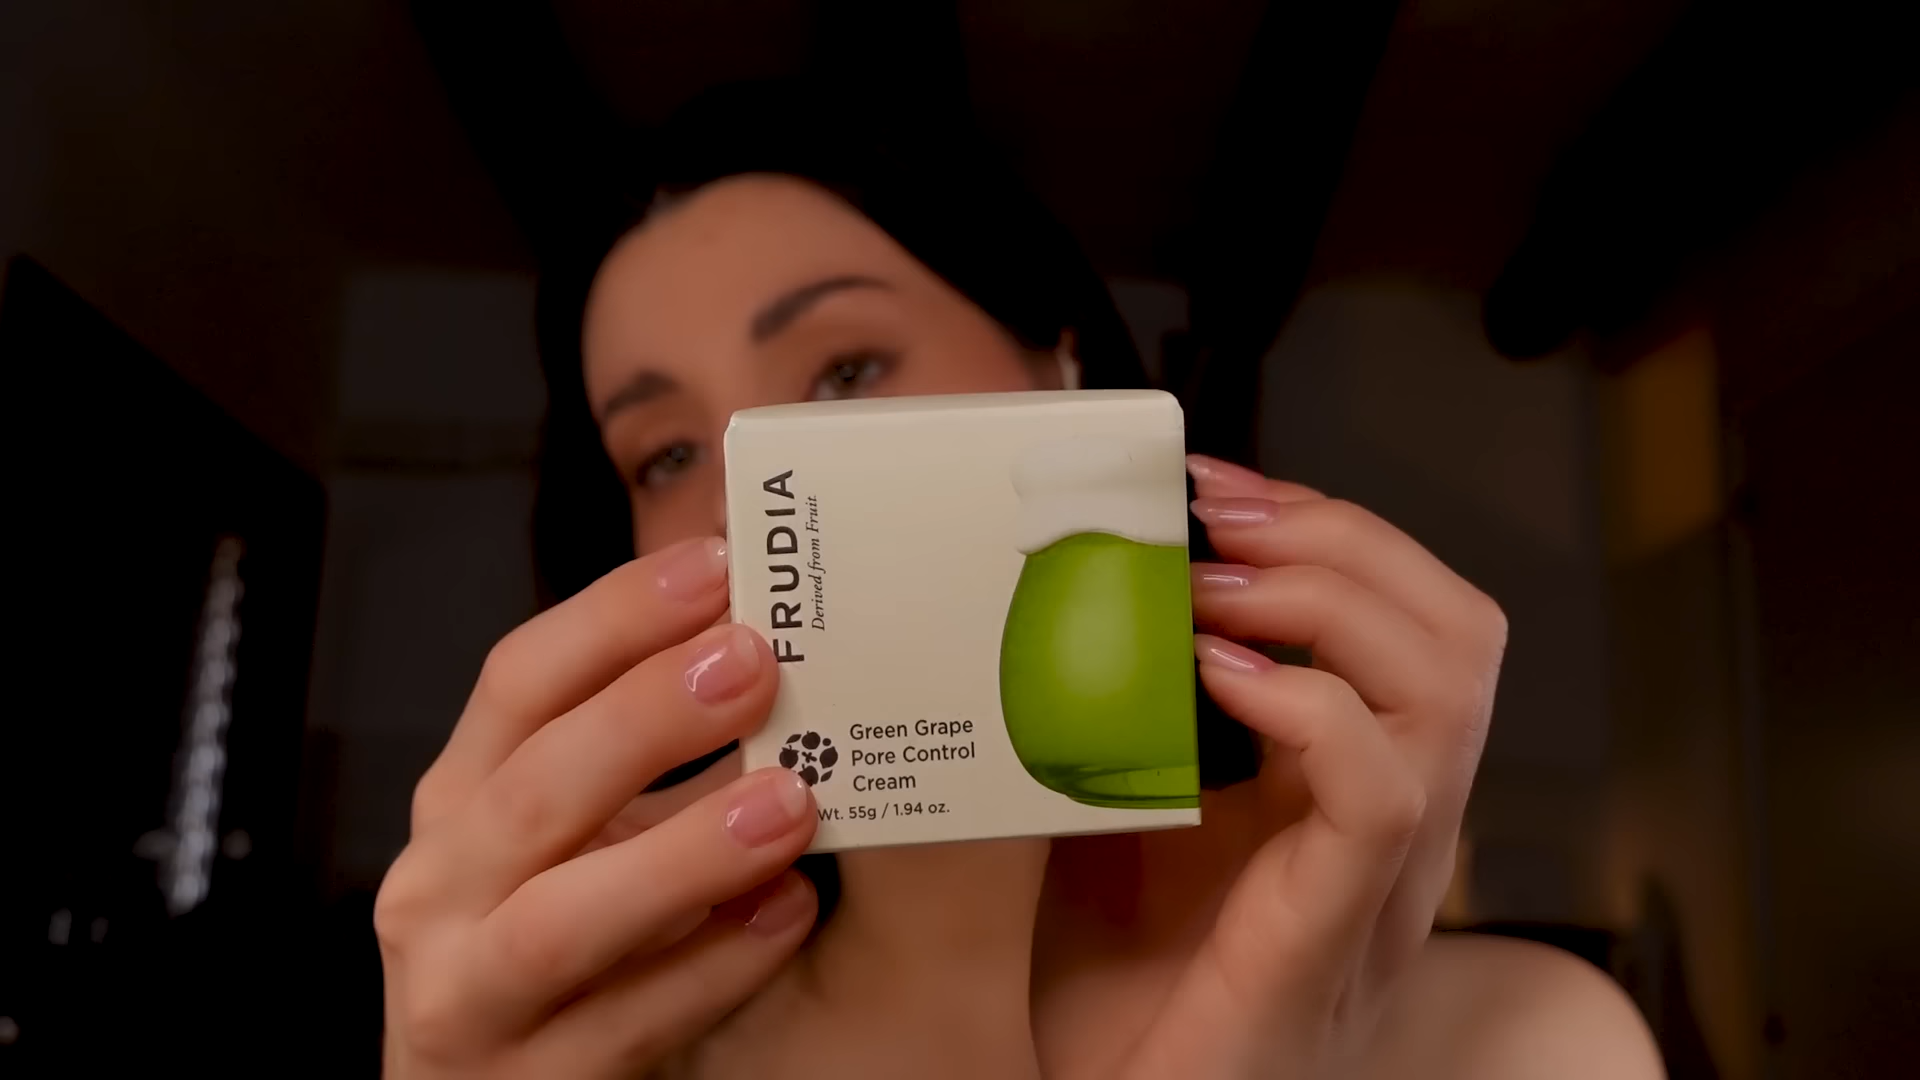 FRUDIA
Derived from Fruit
Green Grape
Pore Control
Cream
Wt. 55g / 1.94 oz.